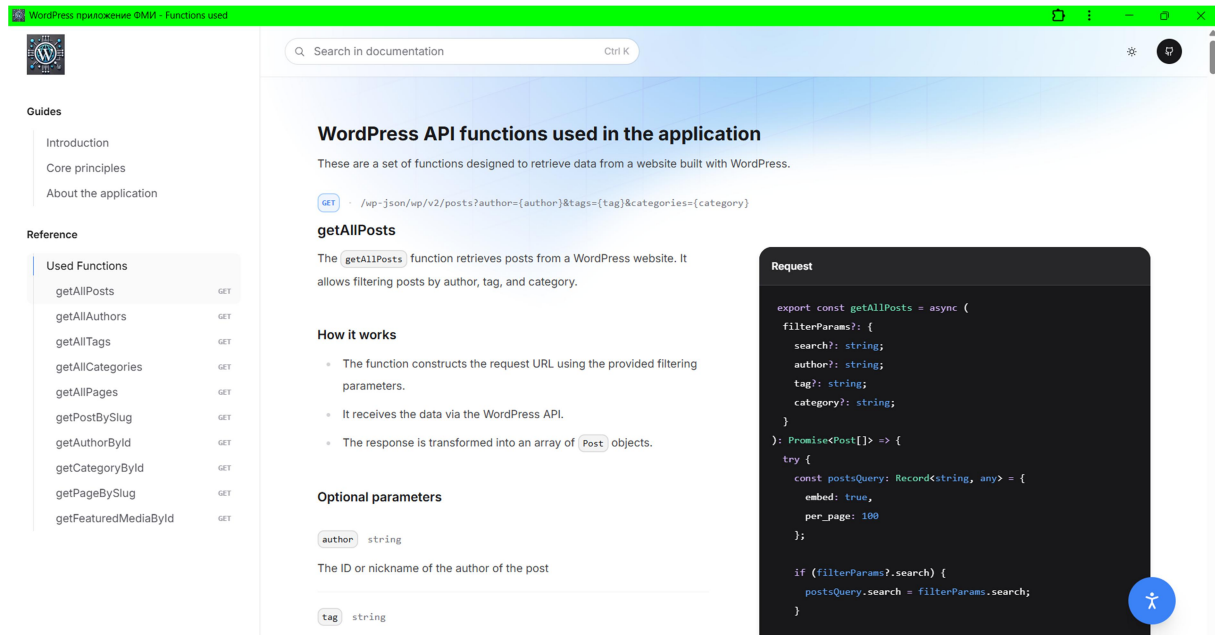 WordPress приложение ФМИ - Functions used
Search in documentation
Ctrl K
Guides
Introduction
Core principles
About the application
Reference
Used Functions
getAllPosts GET
getAllAuthors GET
getAllTags GET
getAllCategories GET
getAllPages GET
getPostBySlug GET
getAuthorById GET
getCategoryById GET
getPageBySlug GET
getFeaturedMediaById GET
WordPress API functions used in the application
These are a set of functions designed to retrieve data from a website built with WordPress.
GET · /wp-json/wp/v2/posts?author={author}&tags={tag}&categories={category}
getAllPosts
The getAllPosts function retrieves posts from a WordPress website. It
allows filtering posts by author, tag, and category.
How it works
The function constructs the request URL using the provided filtering
parameters.
It receives the data via the WordPress API.
The response is transformed into an array of Post objects.
Optional parameters
author string
The ID or nickname of the author of the post
tag string
Request
export const getAllPosts = async (
filterParams?: {
search?: string;
author?: string;
tag?: string;
category?: string;
}
): Promise<Post[]> => {
try {
const postsQuery: Record<string, any> = {
embed: true,
per_page: 100
};
if (filterParams?.search) {
postsQuery.search = filterParams.search;
}